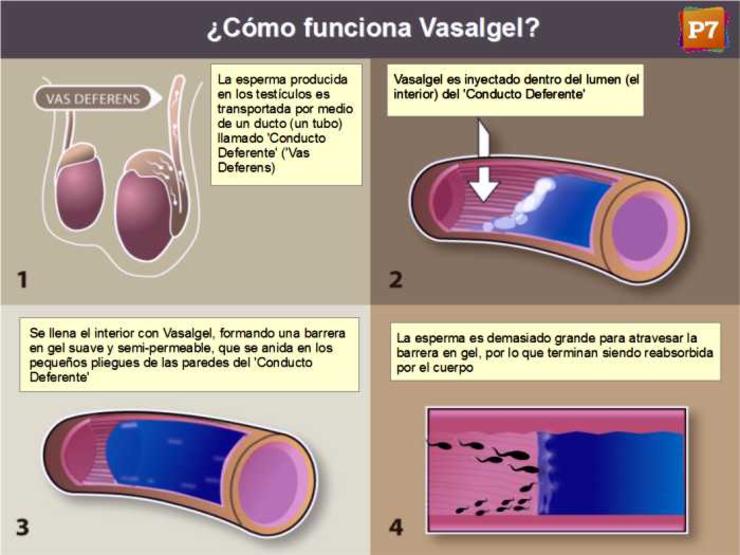 ¿Cómo funciona Vasalgel?
P7
VAS DEFERENS
La esperma producida
en los testículos es
transportada por medio
de un ducto (un tubo)
llamado 'Conducto
Deferente' ('Vas
Deferens)
1
Vasalgel es inyectado dentro del lumen (el
interior) del 'Conducto Deferente'
2
Se llena el interior con Vasalgel, formando una barrera
en gel suave y semi-permeable, que se anida en los
pequeños pliegues de las paredes del 'Conducto
Deferente'
3
La esperma es demasiado grande para atravesar la
barrera en gel, por lo que terminan siendo reabsorbida
por el cuerpo
4